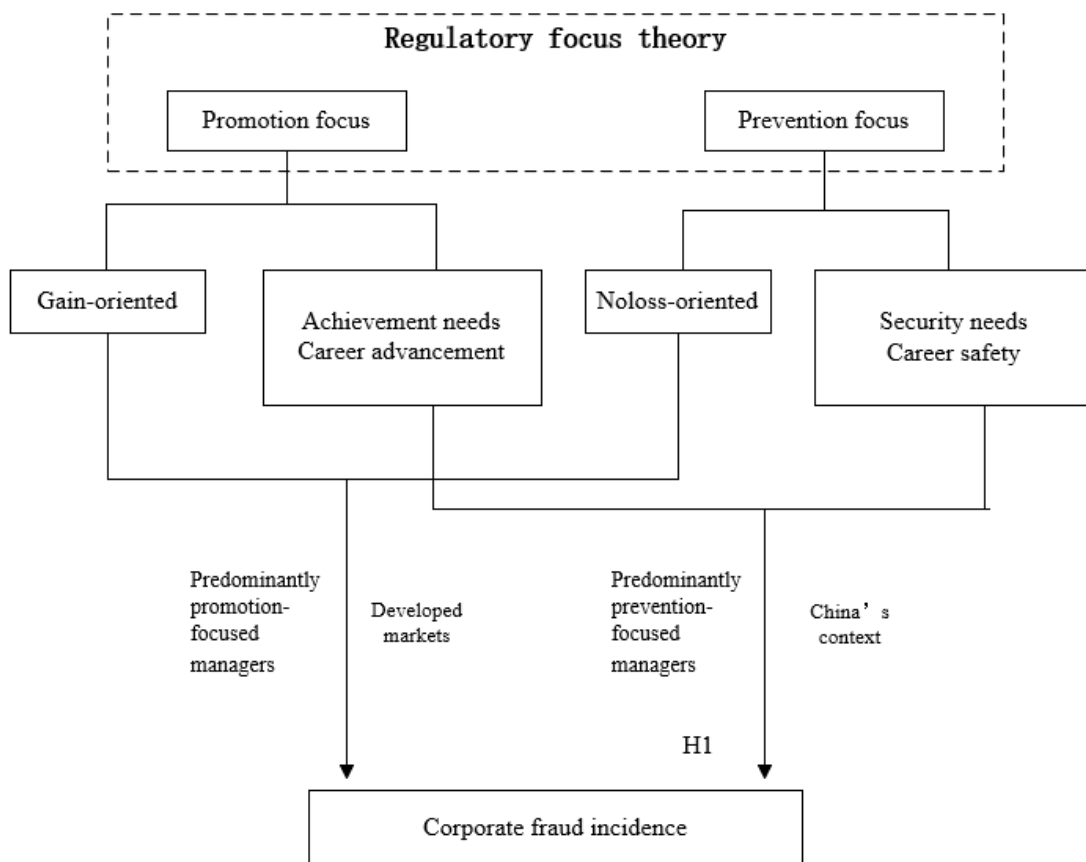 Regulatory focus theory
Promotion focus
Prevention focus
Gain-oriented
Achievement needs
Career advancement
Noloss-oriented
Security needs
Career safety
Predominantly
promotion-
focused
managers
Developed
markets
Predominantly
prevention-
focused
managers
China’s
context
H1
Corporate fraud incidence